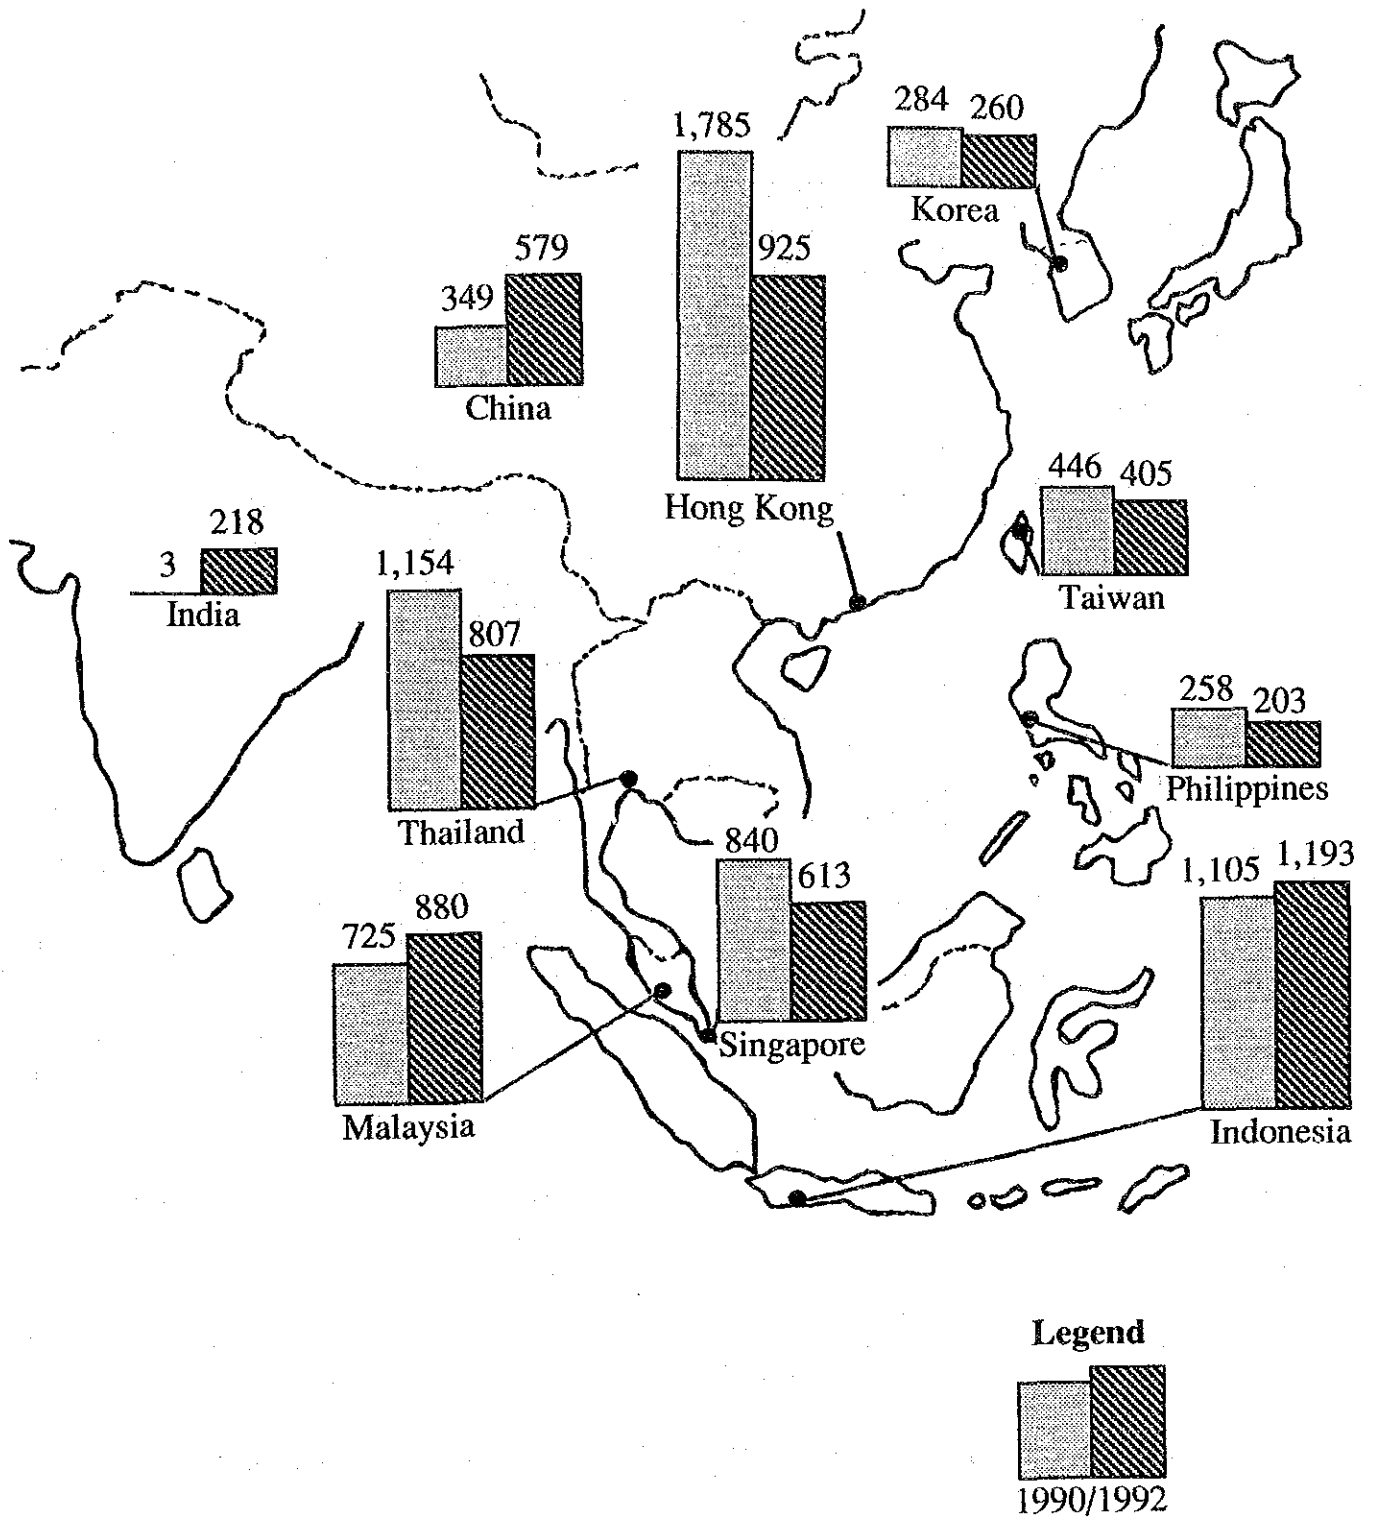 284 260
Korea
1,785
925
Hong Kong
579
349
China
446 405
Taiwan
218
3
India
1,154
807
Thailand
258 203
Philippines
840
613
Singapore
1,105 1,193
Indonesia
725 880
Malaysia
Legend
1990/1992